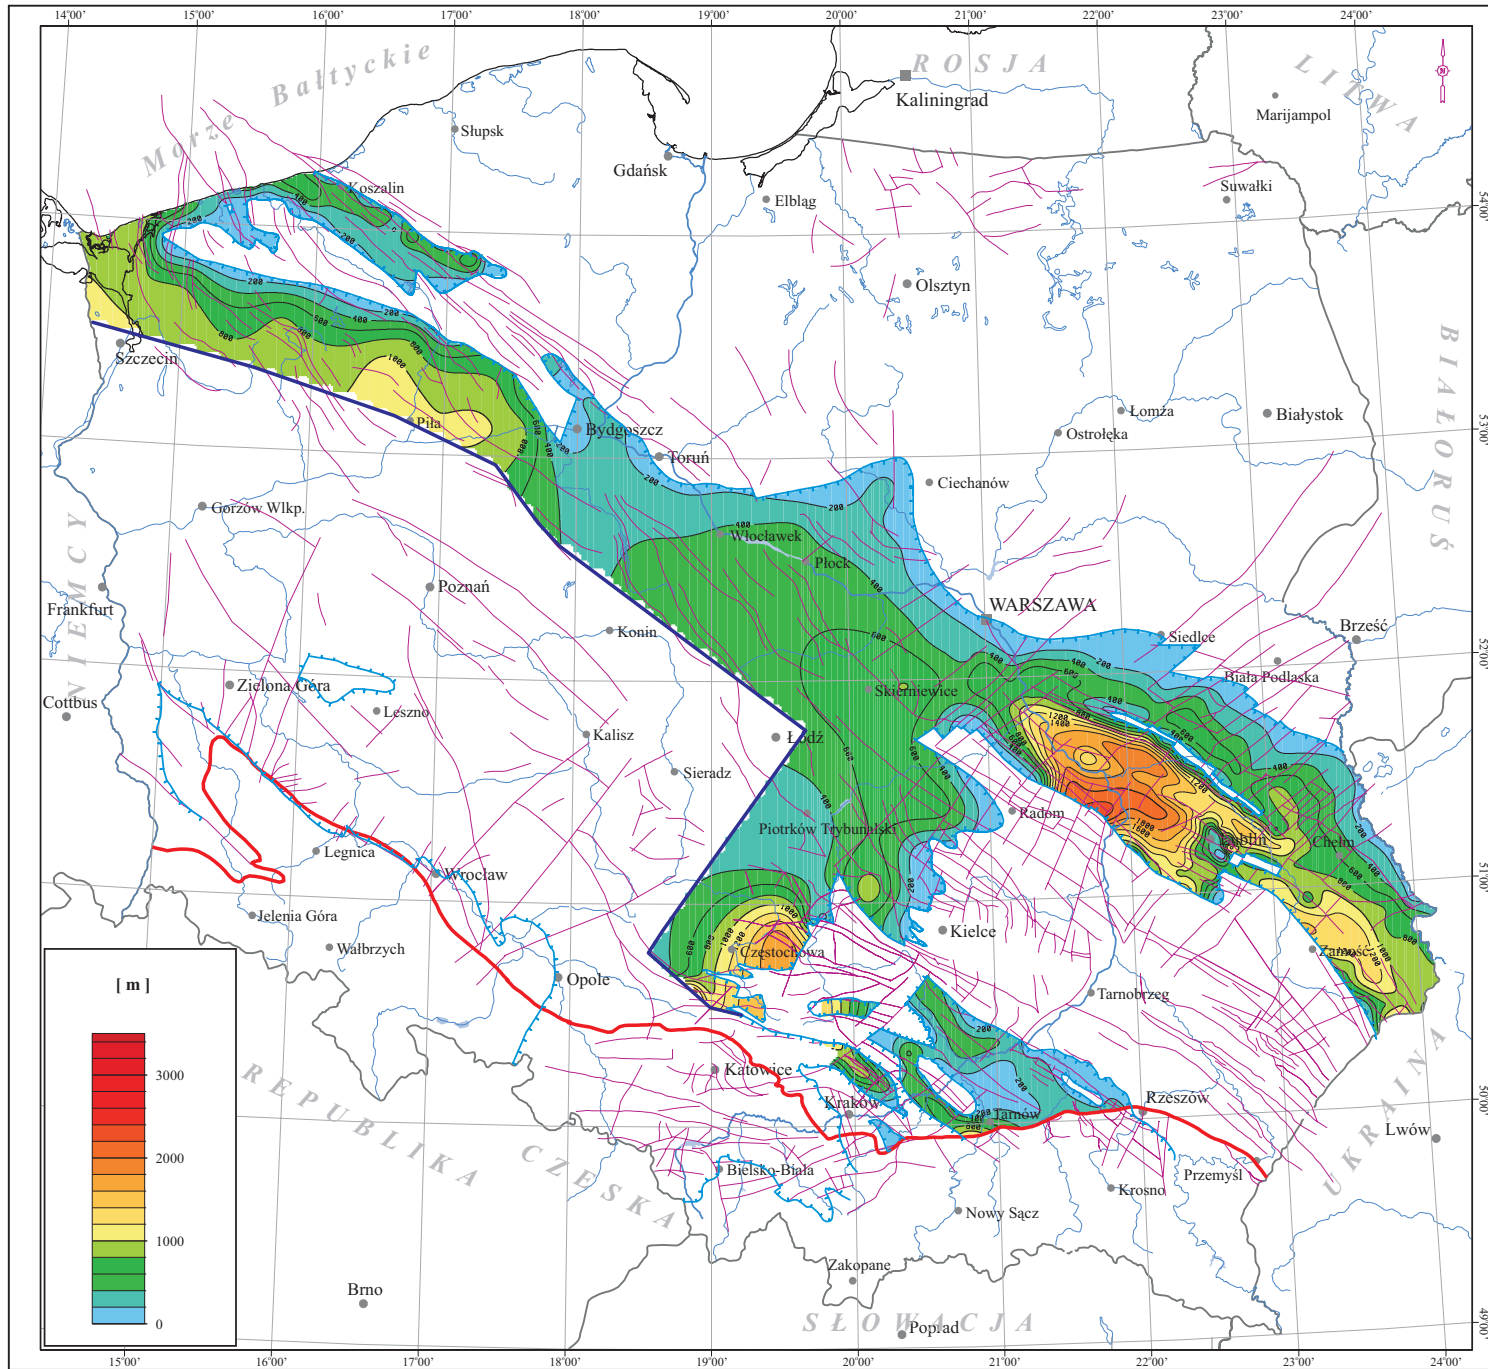 14°00' 15°00' 16°00' 17°00' 18°00' 19°00' 20°00' 21°00' 22°00' 23°00' 24°00'
Morze Bałtyckie
ROSJA
LITWA
Kaliningrad
Marijampol
Słupsk
Gdańsk
Koszalin
Elbląg
Suwałki
54°00'
Olsztyn
Szczecin
BIAŁORUŚ
Piła
Bydgoszcz
Łomża
Białystok
Ostrołęka
53°00'
Toruń
Ciechanów
Gorzów Wlkp.
Włocławek
Płock
NIEMCY
Frankfurt
Poznań
WARSZAWA
Konin
Siedlce
Brześć
52°00'
Zielona Góra
Biała Podlaska
Cottbus
Leszno
Skierniewice
Kalisz
Łódź
Sieradz
Piotrków Trybunalski
Radom
Lublin
Chełm
Legnica
Wrocław
51°00'
Jelenia Góra
Wałbrzych
Kielce
Częstochowa
Zamość
Opole
Tarnobrzeg
[ m ]
3000
2000
1000
0
Katowice
Kraków
Tarnów
Rzeszów
50°00'
Lwów
UKRAINA
REPUBLIKA CZESKA
Bielsko-Biała
Przemyśl
Krosno
Nowy Sącz
Zakopane
Brno
SŁOWACJA
Poprad
49°00'
15°00' 16°00' 17°00' 18°00' 19°00' 20°00' 21°00' 22°00' 23°00' 24°00'